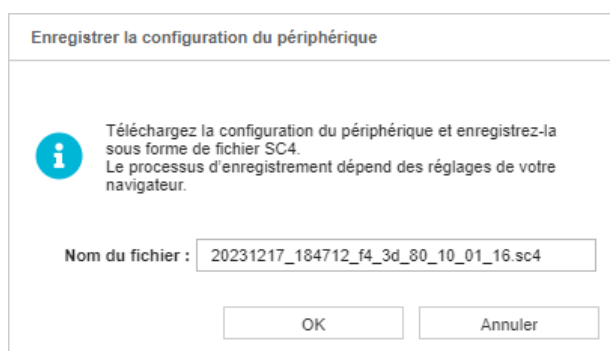 Enregistrer la configuration du périphérique
Téléchargez la configuration du périphérique et enregistrez-la
sous forme de fichier SC4.
Le processus d'enregistrement dépend des réglages de votre
navigateur.
Nom du fichier : 20231217_184712_f4_3d_80_10_01_16.sc4
OK Annuler